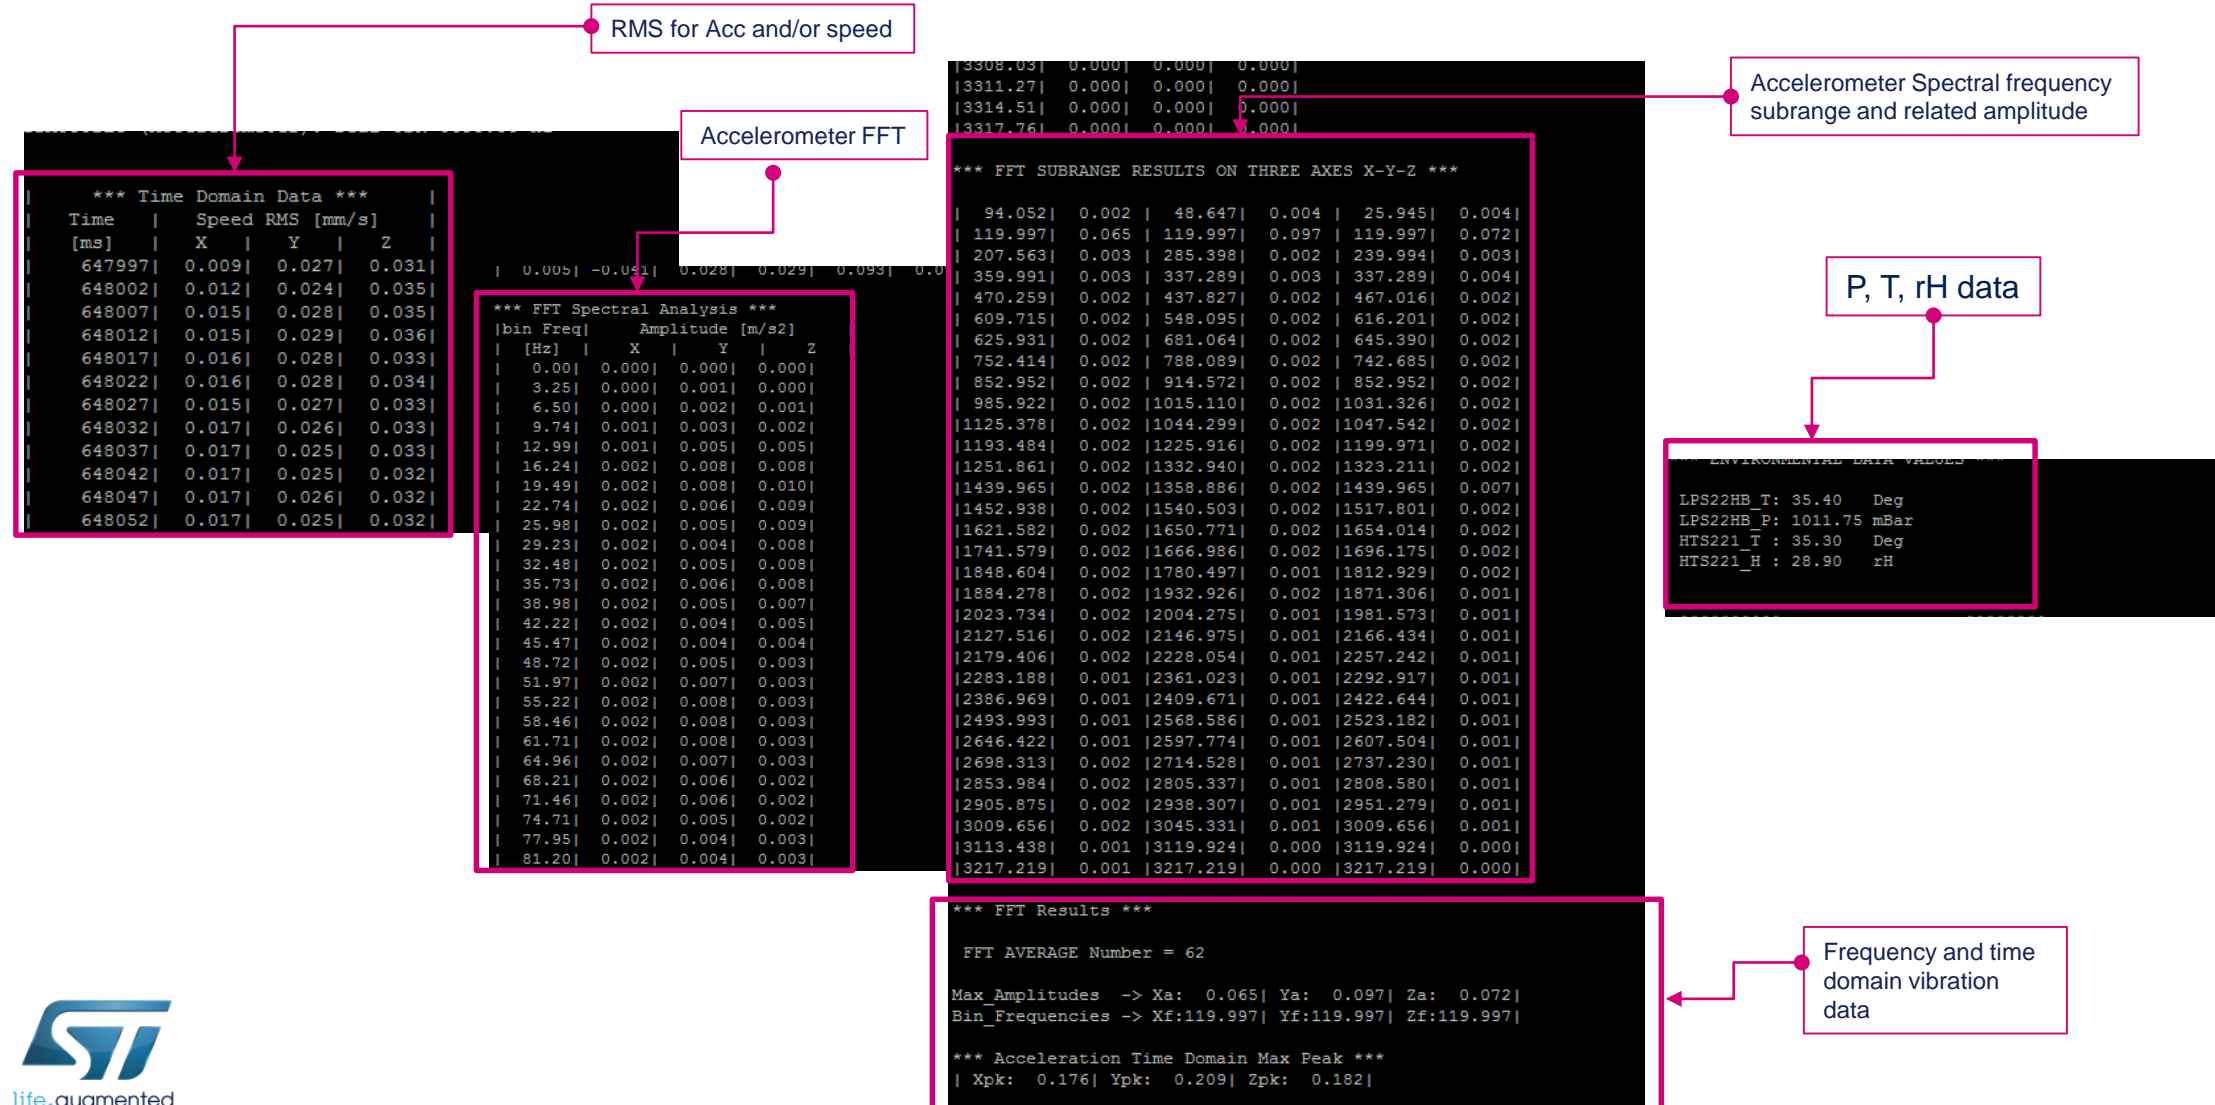 RMS for Acc and/or speed
Accelerometer FFT
Accelerometer Spectral frequency
subrange and related amplitude
P, T, rH data
Frequency and time
domain vibration
data
| *** Time Domain Data *** |
| Time | Speed RMS [mm/s] |
| [ms] | X | Y | Z |
| 647997| 0.009| 0.027| 0.031|
| 648002| 0.012| 0.024| 0.035|
| 648007| 0.015| 0.028| 0.035|
| 648012| 0.015| 0.029| 0.036|
| 648017| 0.016| 0.028| 0.033|
| 648022| 0.016| 0.028| 0.034|
| 648027| 0.015| 0.027| 0.033|
| 648032| 0.017| 0.026| 0.033|
| 648037| 0.017| 0.025| 0.033|
| 648042| 0.017| 0.025| 0.032|
| 648047| 0.017| 0.026| 0.032|
| 648052| 0.017| 0.025| 0.032|
| 0.005| -0.041| 0.028| 0.029| 0.093| 0.0
*** FFT Spectral Analysis ***
|bin Freq| Amplitude [m/s2] |
| [Hz] | X | Y | Z |
| 0.00| 0.000| 0.000| 0.000|
| 3.25| 0.000| 0.001| 0.000|
| 6.50| 0.000| 0.002| 0.001|
| 9.74| 0.001| 0.003| 0.002|
| 12.99| 0.001| 0.005| 0.005|
| 16.24| 0.002| 0.008| 0.008|
| 19.49| 0.002| 0.008| 0.010|
| 22.74| 0.002| 0.006| 0.009|
| 25.98| 0.002| 0.005| 0.009|
| 29.23| 0.002| 0.004| 0.008|
| 32.48| 0.002| 0.005| 0.008|
| 35.73| 0.002| 0.006| 0.008|
| 38.98| 0.002| 0.005| 0.007|
| 42.22| 0.002| 0.004| 0.005|
| 45.47| 0.002| 0.004| 0.004|
| 48.72| 0.002| 0.005| 0.003|
| 51.97| 0.002| 0.007| 0.003|
| 55.22| 0.002| 0.008| 0.003|
| 58.46| 0.002| 0.008| 0.003|
| 61.71| 0.002| 0.008| 0.003|
| 64.96| 0.002| 0.007| 0.003|
| 68.21| 0.002| 0.006| 0.002|
| 71.46| 0.002| 0.006| 0.002|
| 74.71| 0.002| 0.005| 0.002|
| 77.95| 0.002| 0.004| 0.003|
| 81.20| 0.002| 0.004| 0.003|
|3308.03| 0.000| 0.000| 0.000|
|3311.27| 0.000| 0.000| 0.000|
|3314.51| 0.000| 0.000| 0.000|
|3317.76| 0.000| 0.000| 0.000|
*** FFT SUBRANGE RESULTS ON THREE AXES X-Y-Z ***
| 94.052| 0.002 | 48.647| 0.004 | 25.945| 0.004|
| 119.997| 0.065 | 119.997| 0.097 | 119.997| 0.072|
| 207.563| 0.003 | 285.398| 0.002 | 239.994| 0.003|
| 359.991| 0.003 | 337.289| 0.003 | 337.289| 0.004|
| 470.259| 0.002 | 437.827| 0.002 | 467.016| 0.002|
| 609.715| 0.002 | 548.095| 0.002 | 616.201| 0.002|
| 625.931| 0.002 | 681.064| 0.002 | 645.390| 0.002|
| 752.414| 0.002 | 788.089| 0.002 | 742.685| 0.002|
| 852.952| 0.002 | 914.572| 0.002 | 852.952| 0.002|
| 985.922| 0.002 |1015.110| 0.002 |1031.326| 0.002|
|1125.378| 0.002 |1044.299| 0.002 |1047.542| 0.002|
|1193.484| 0.002 |1225.916| 0.002 |1199.971| 0.002|
|1251.861| 0.002 |1332.940| 0.002 |1323.211| 0.002|
|1439.965| 0.002 |1358.886| 0.002 |1439.965| 0.007|
|1452.938| 0.002 |1540.503| 0.002 |1517.801| 0.002|
|1621.582| 0.002 |1650.771| 0.002 |1654.014| 0.002|
|1741.579| 0.002 |1666.986| 0.002 |1696.175| 0.002|
|1848.604| 0.002 |1780.497| 0.001 |1812.929| 0.002|
|1884.278| 0.002 |1932.926| 0.002 |1871.306| 0.001|
|2023.734| 0.002 |2004.275| 0.001 |1981.573| 0.001|
|2127.516| 0.002 |2146.975| 0.001 |2166.434| 0.001|
|2179.406| 0.002 |2228.054| 0.001 |2257.242| 0.001|
|2283.188| 0.001 |2361.023| 0.001 |2292.917| 0.001|
|2386.969| 0.001 |2409.671| 0.001 |2422.644| 0.001|
|2493.993| 0.001 |2568.586| 0.001 |2523.182| 0.001|
|2646.422| 0.001 |2597.774| 0.001 |2607.504| 0.001|
|2698.313| 0.002 |2714.528| 0.001 |2737.230| 0.001|
|2853.984| 0.002 |2805.337| 0.001 |2808.580| 0.001|
|2905.875| 0.002 |2938.307| 0.001 |2951.279| 0.001|
|3009.656| 0.002 |3045.331| 0.001 |3009.656| 0.001|
|3113.438| 0.001 |3119.924| 0.000 |3119.924| 0.000|
|3217.219| 0.001 |3217.219| 0.000 |3217.219| 0.000|
*** FFT Results ***
FFT AVERAGE Number = 62
Max_Amplitudes -> Xa: 0.065| Ya: 0.097| Za: 0.072|
Bin_Frequencies -> Xf:119.997| Yf:119.997| Zf:119.997|
*** Acceleration Time Domain Max Peak ***
| Xpk: 0.176| Ypk: 0.209| Zpk: 0.182|
*** ENVIRONMENTAL DATA VALUES ***
LPS22HB_T: 35.40 Deg
LPS22HB_P: 1011.75 mBar
HTS221_T : 35.30 Deg
HTS221_H : 28.90 rH
ST
life.augmented